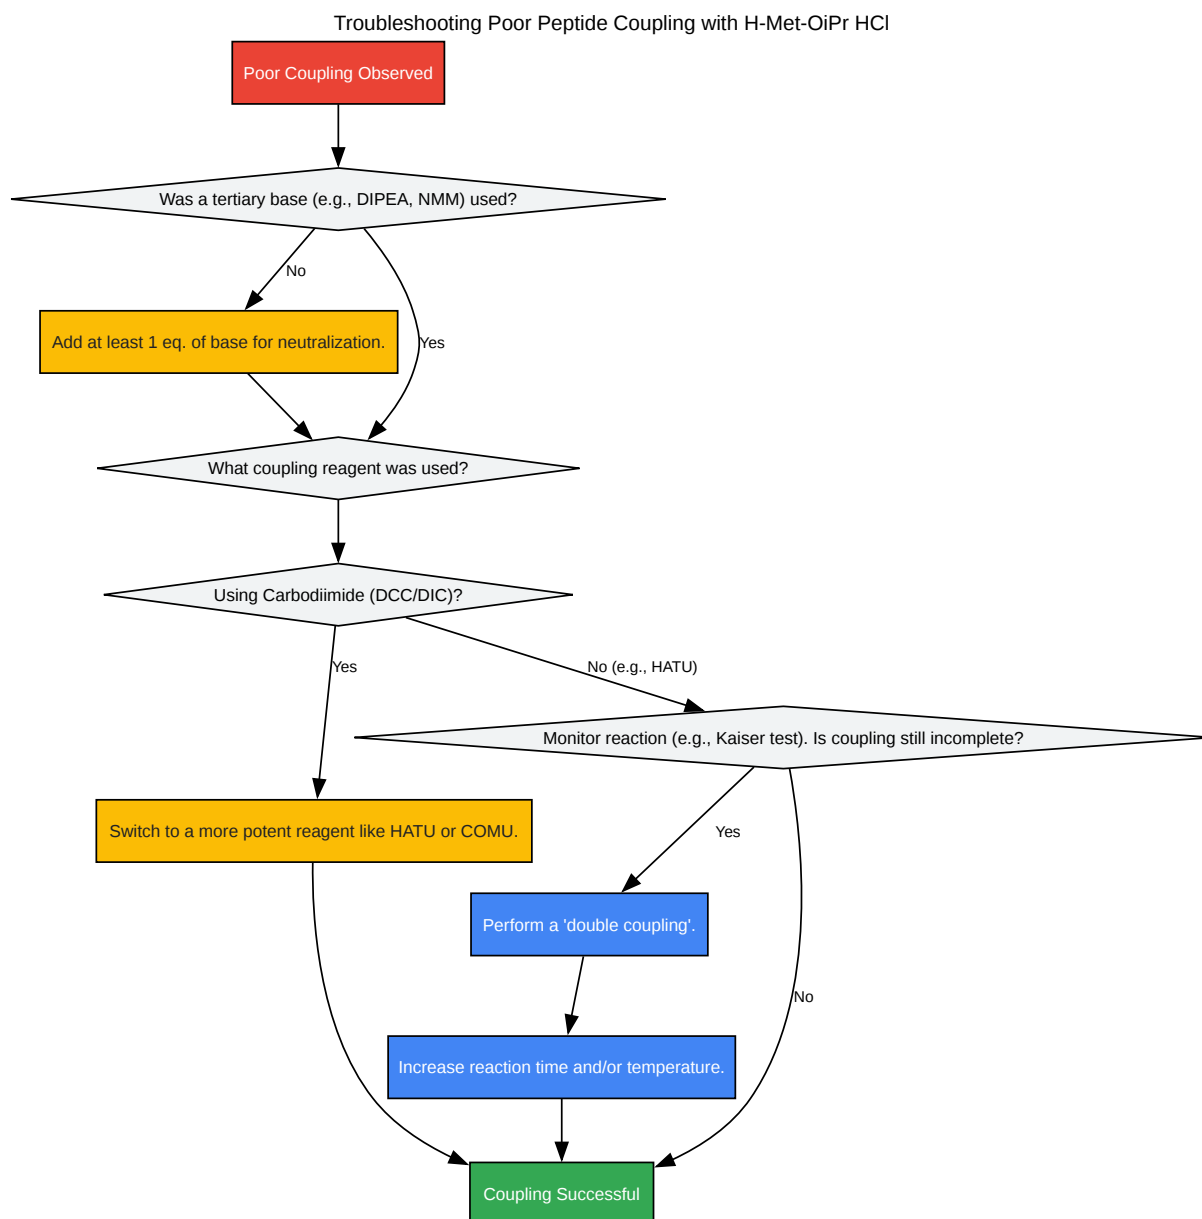 Troubleshooting Poor Peptide Coupling with H-Met-OiPr HCl
Poor Coupling Observed
Was a tertiary base (e.g., DIPEA, NMM) used?
No
Add at least 1 eq. of base for neutralization.
Yes
What coupling reagent was used?
Using Carbodiimide (DCC/DIC)?
Yes
No (e.g., HATU)
Monitor reaction (e.g., Kaiser test). Is coupling still incomplete?
Switch to a more potent reagent like HATU or COMU.
Yes
Perform a 'double coupling'.
No
Increase reaction time and/or temperature.
Coupling Successful